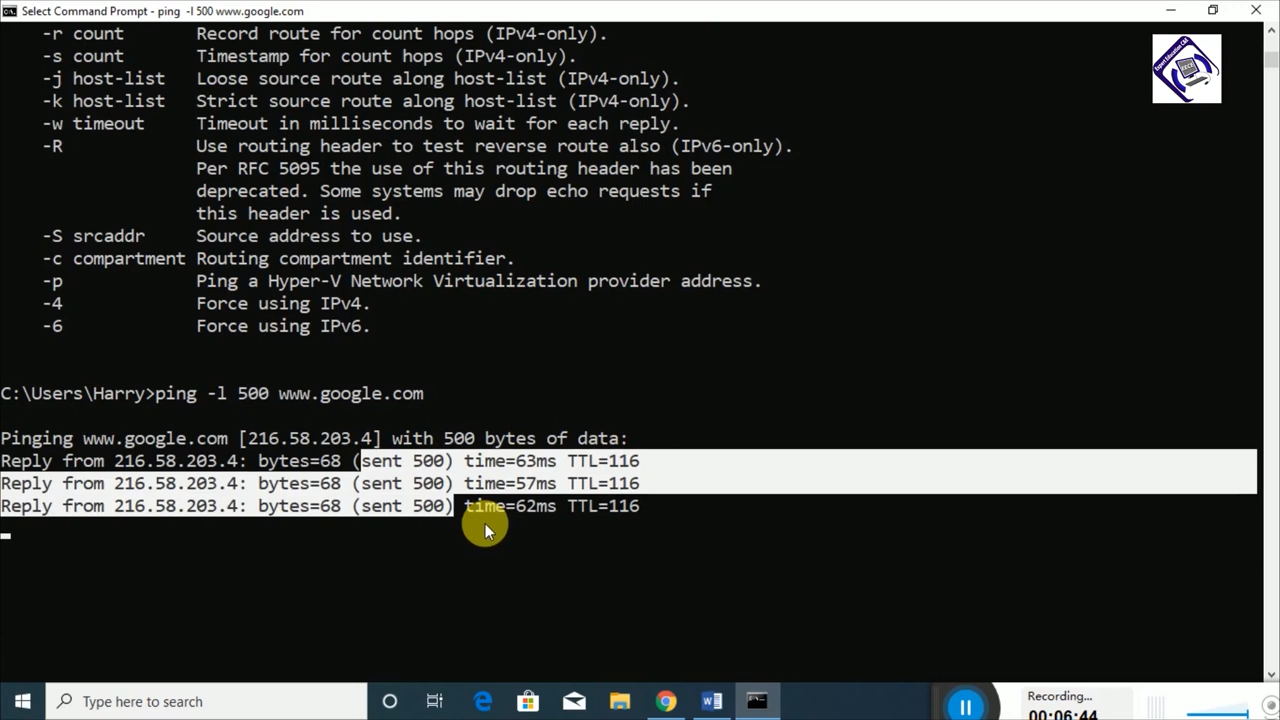 Select Command Prompt - ping -l 500 www.google.com
-r count Record route for count hops (IPv4-only).
-s count Timestamp for count hops (IPv4-only).
-j host-list Loose source route along host-list (IPv4-only).
-k host-list Strict source route along host-list (IPv4-only).
-w timeout Timeout in milliseconds to wait for each reply.
-R Use routing header to test reverse route also (IPv6-only).
Per RFC 5095 the use of this routing header has been
deprecated. Some systems may drop echo requests if
this header is used.
-S srcaddr Source address to use.
-c compartment Routing compartment identifier.
-p Ping a Hyper-V Network Virtualization provider address.
-4 Force using IPv4.
-6 Force using IPv6.
C:\Users\Harry>ping -l 500 www.google.com
Pinging www.google.com [216.58.203.4] with 500 bytes of data:
Reply from 216.58.203.4: bytes=68 (sent 500) time=63ms TTL=116
Reply from 216.58.203.4: bytes=68 (sent 500) time=57ms TTL=116
Reply from 216.58.203.4: bytes=68 (sent 500) time=62ms TTL=116
Type here to search
Recording...
00:06:44